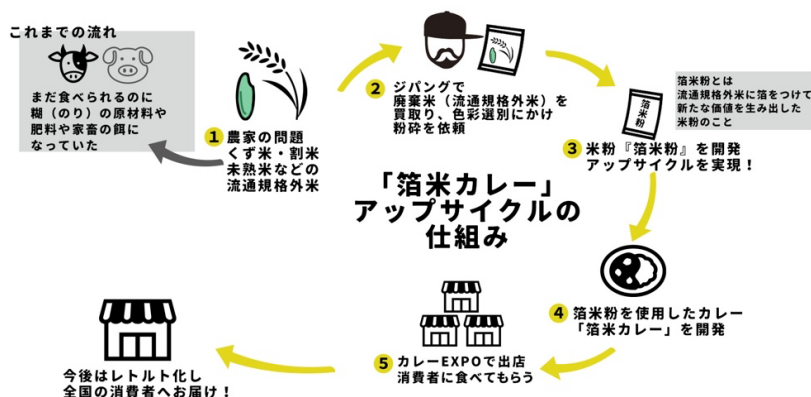 これまでの流れ
まだ食べられるのに
糊（のり）の原材料や
肥料や家畜の餌に
なっていた
1 農家の問題
くず米・割米
未熟米などの
流通規格外米
2 ジパングで
廃棄米（流通規格外米）を
買取り、色彩選別にかけ
粉砕を依頼
箔米粉
箔米粉とは
流通規格外米に箔をつけて
新たな価値を生み出した
米粉のこと
3 米粉『箔米粉』を開発
アップサイクルを実現！
「箔米カレー」
アップサイクルの
仕組み
4 箔米粉を使用したカレー
「箔米カレー」を開発
5 カレーEXPOで出店
消費者に食べてもらう
今後はレトルト化し
全国の消費者へお届け！